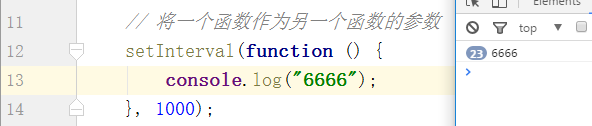 11 // 将一个函数作为另一个函数的参数
12 setInterval(function () {
13 console.log("6666");
14 }, 1000);
Elements
top
23 6666